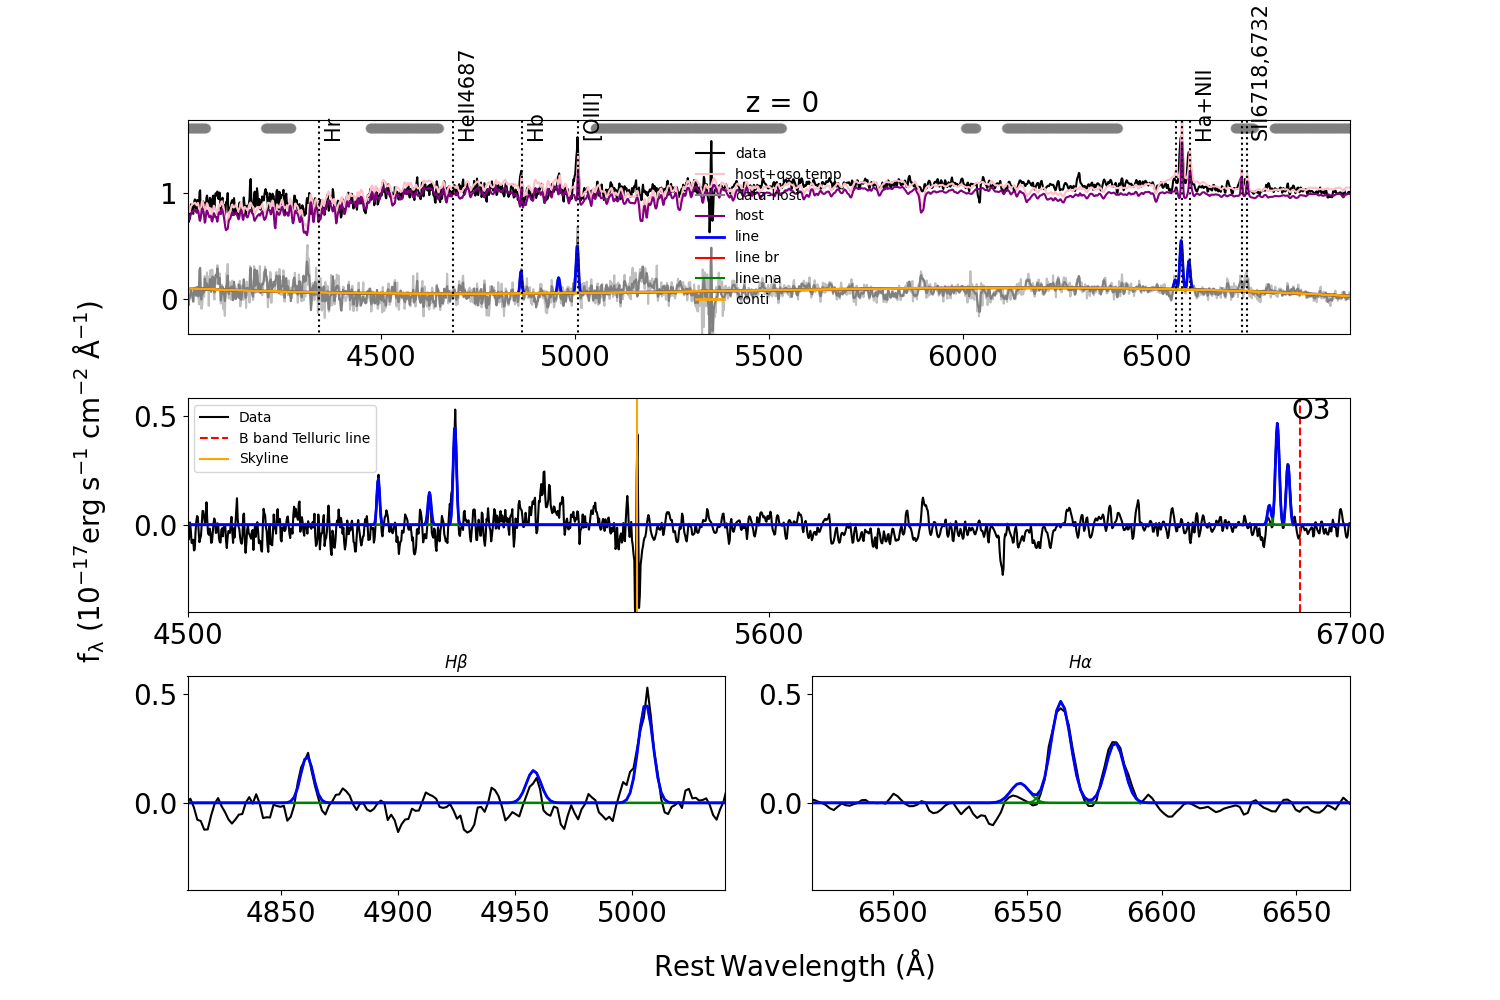 z = 0
Hr
HeII4687
Hb
[OIII]
Ha+NII
SII6718,6732
data
host+qso temp
data-host
host
line
line br
line na
conti
1
0
4500
5000
5500
6000
6500
fλ (10−17erg s−1 cm−2 Å−1)
Data
B band Telluric line
Skyline
O3
0.5
0.0
4500
5600
6700
Hβ
0.5
0.0
4850
4900
4950
5000
Hα
0.5
0.0
6500
6550
6600
6650
Rest Wavelength (Å)